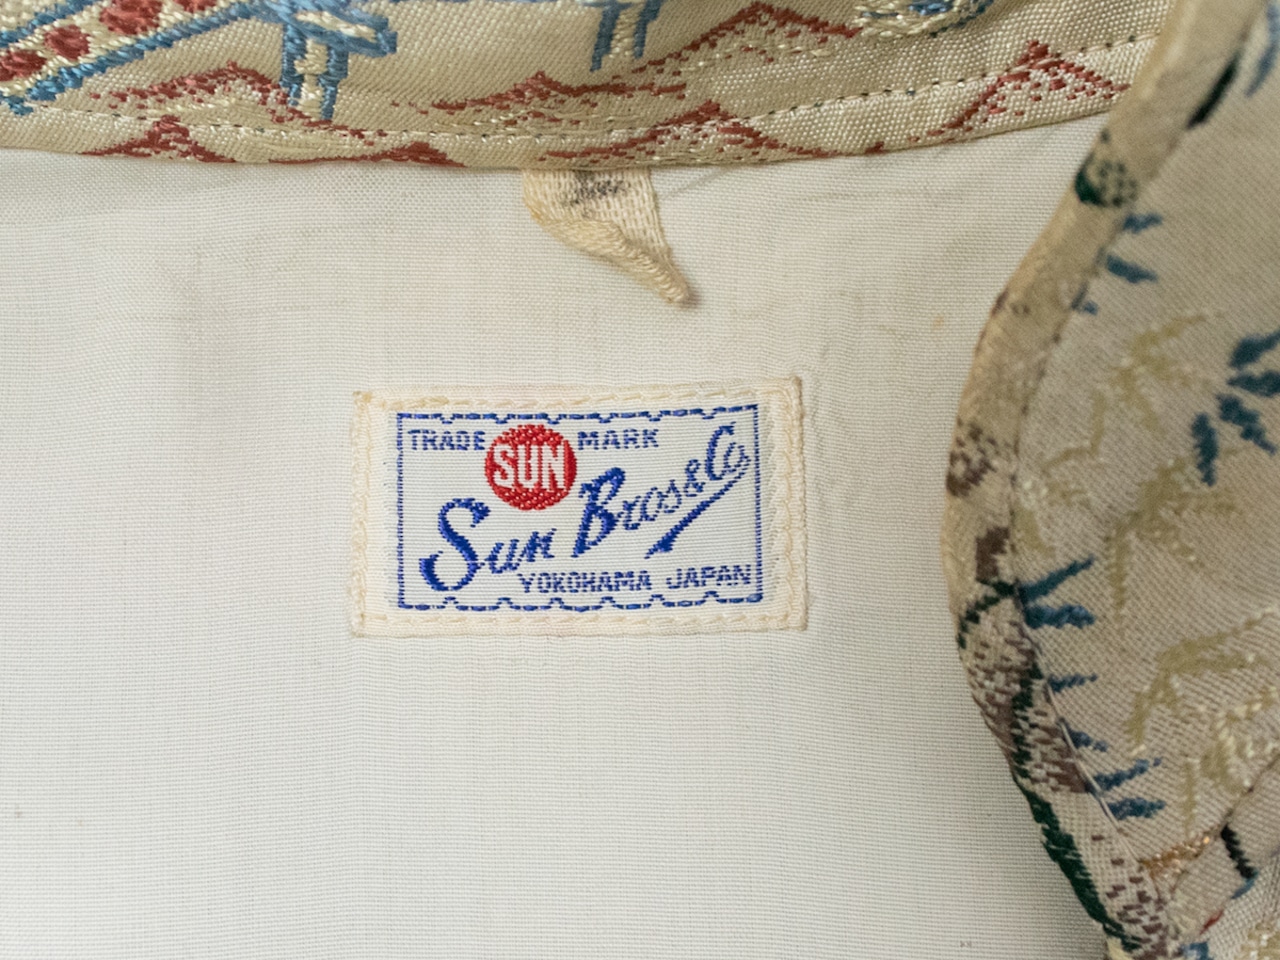 TRADE SUN MARK
Sun Bros & Co.
YOKOHAMA JAPAN